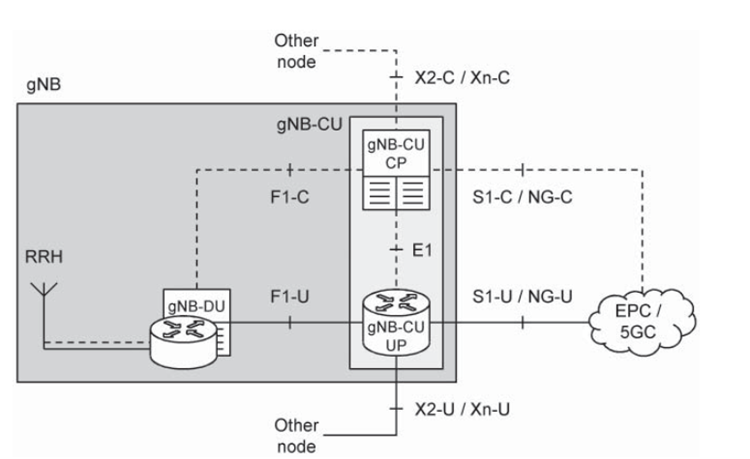 Other
node
X2-C / Xn-C
gNB
gNB-CU
gNB-CU
CP
F1-C
S1-C / NG-C
E1
RRH
gNB-DU
F1-U
gNB-CU
UP
S1-U / NG-U
EPC /
5GC
X2-U / Xn-U
Other
node